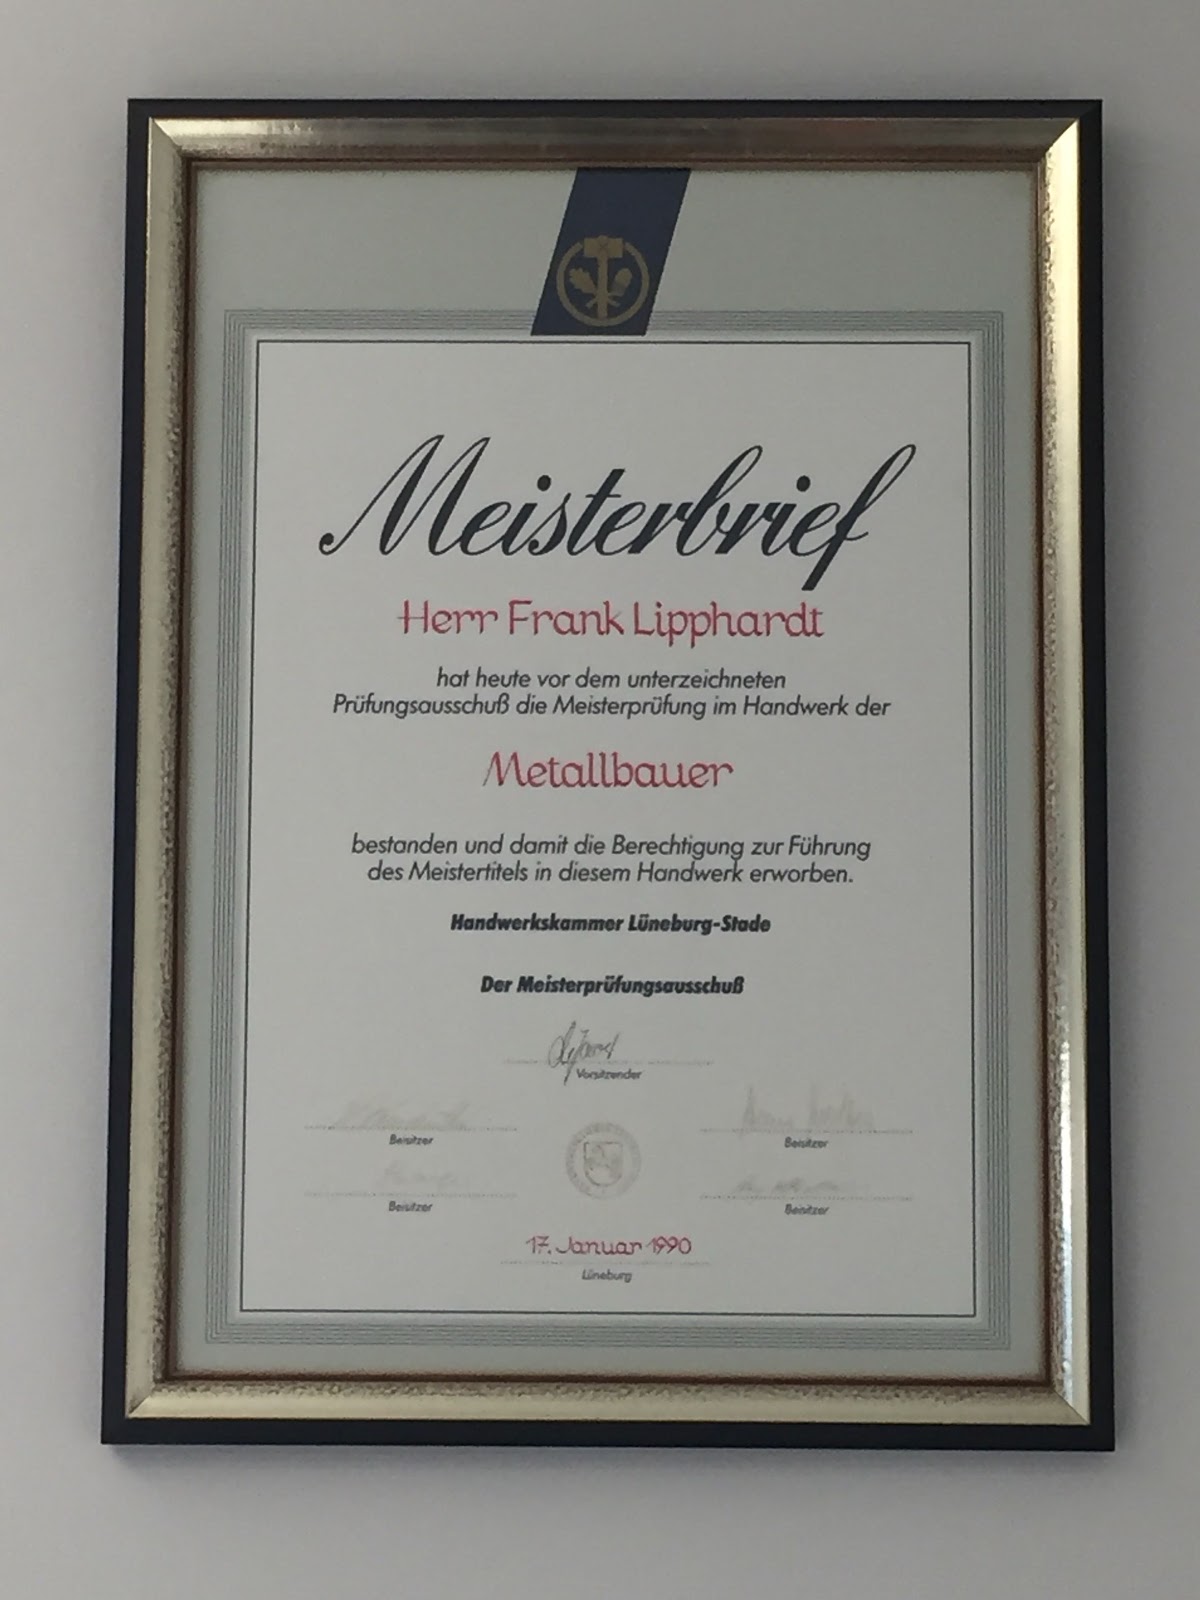 Meisterbrief
Herr Frank Lipphardt
hat heute vor dem unterzeichneten
Prüfungsausschuß die Meisterprüfung im Handwerk der
Metallbauer
bestanden und damit die Berechtigung zur Führung
des Meistertitels in diesem Handwerk erworben.
Handwerkskammer Lüneburg-Stade
Der Meisterprüfungsausschuß
Vorsitzender
Beisitzer
Beisitzer
Beisitzer
Beisitzer
17. Januar 1990
Lüneburg